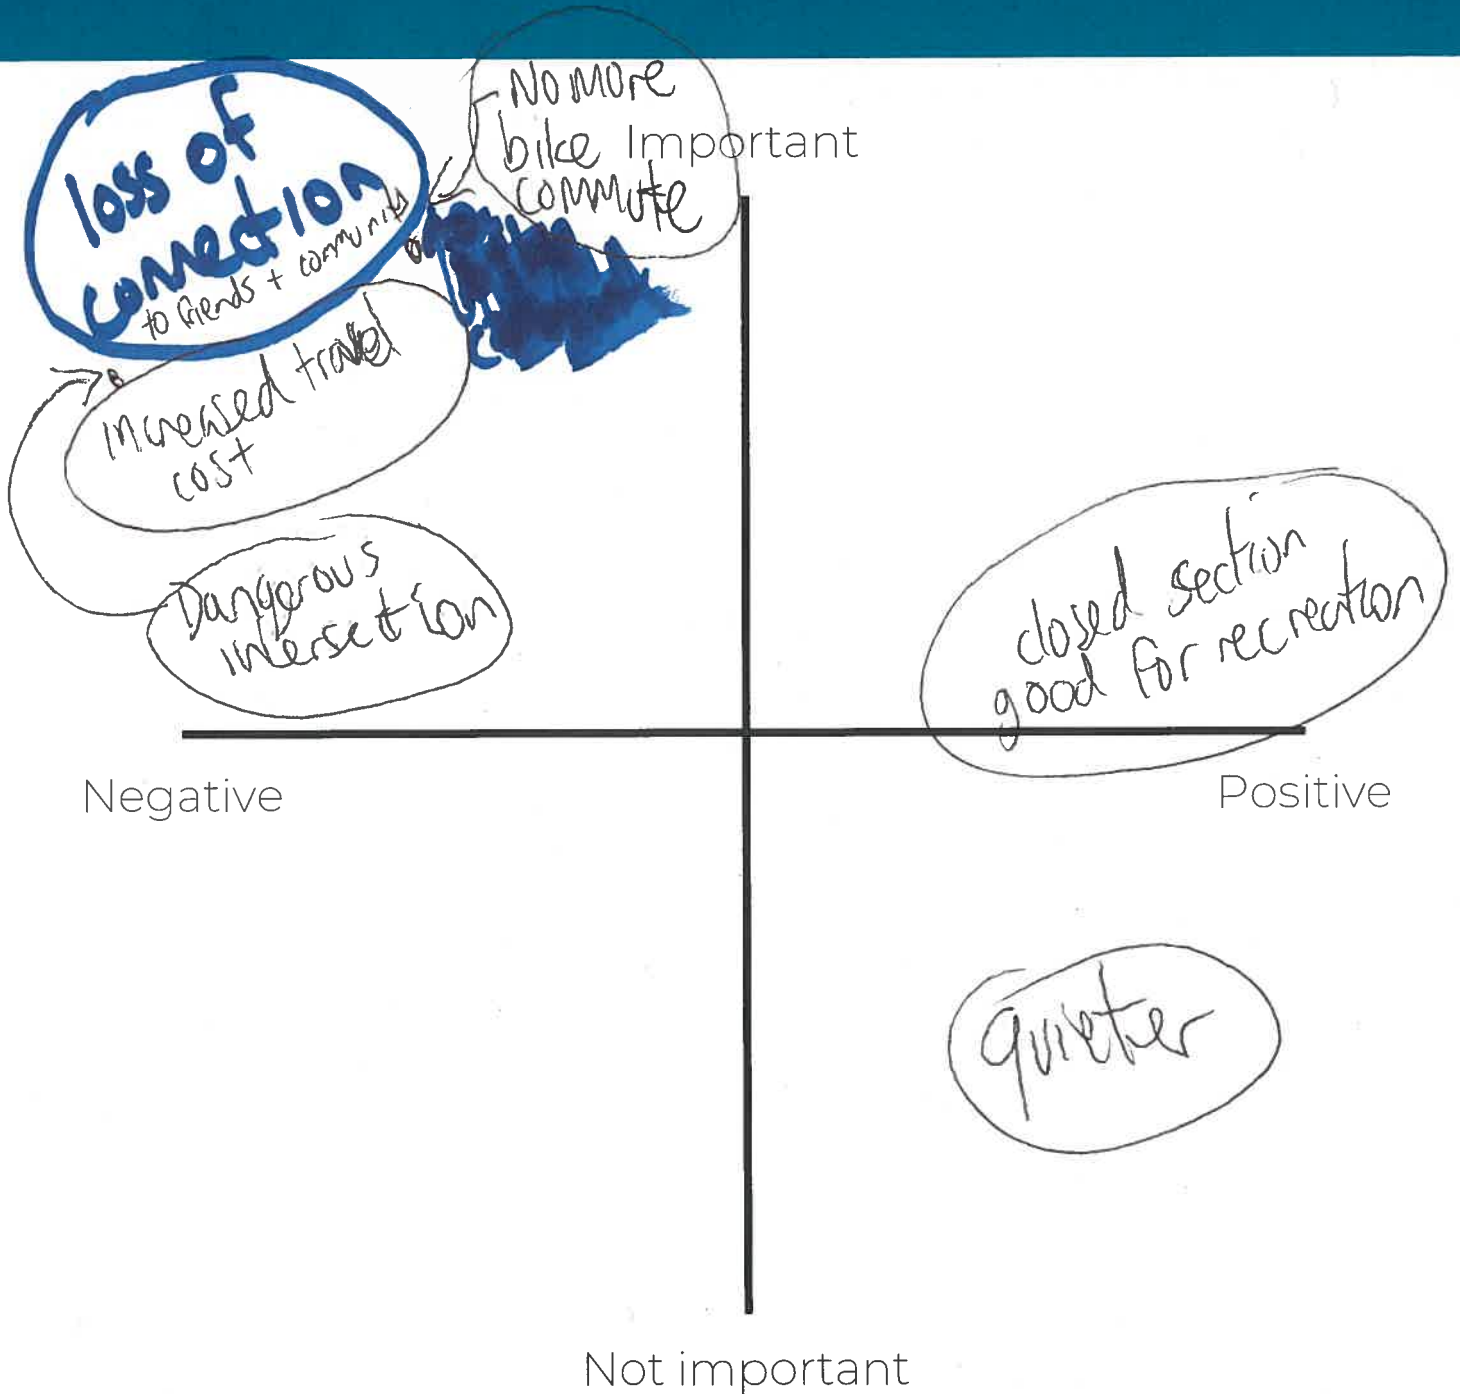 No more
bike
commute
Important
loss of
connection
to friends + community
increased travel
cost
Dangerous
intersection
closed section
good for recreation
Negative
Positive
quieter
Not important